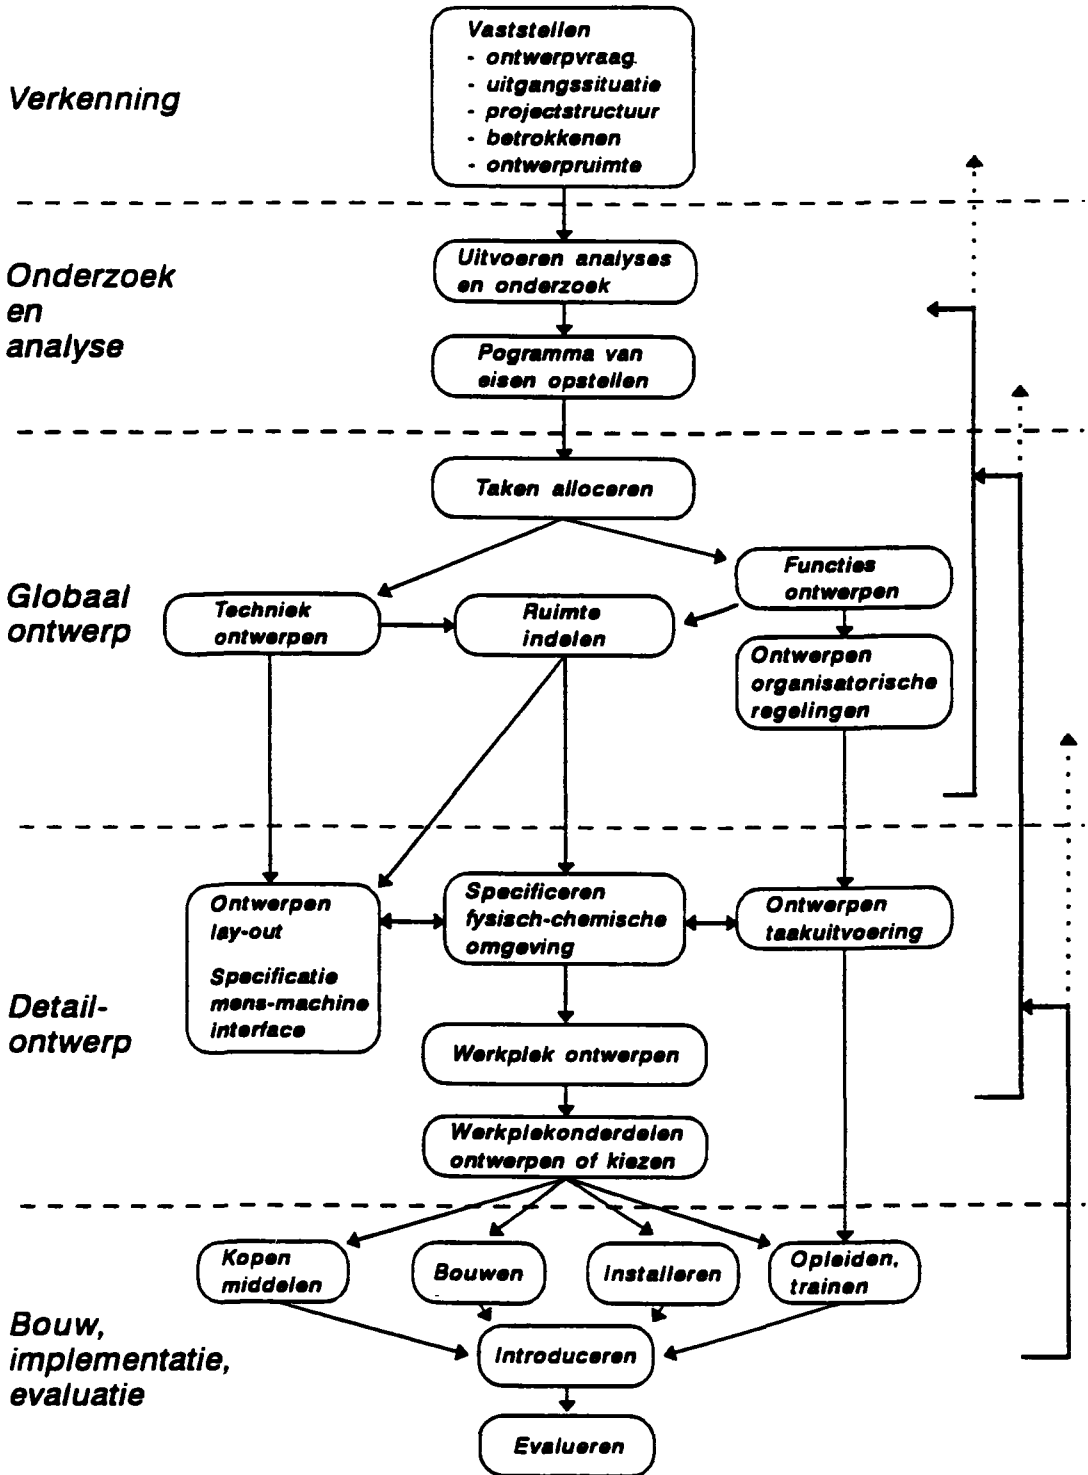 Verkenning
Vaststellen
- ontwerpvraag
- uitgangssituatie
- projectstructuur
- betrokkenen
- ontwerpruimte
Onderzoek
en
analyse
Uitvoeren analyses
en onderzoek
Pogramma van
eisen opstellen
Globaal
ontwerp
Taken alloceren
Techniek
ontwerpen
Ruimte
indelen
Functies
ontwerpen
Ontwerpen
organisatorische
regelingen
Detail-
ontwerp
Ontwerpen
lay-out
Specificatie
mens-machine
interface
Specificeren
fysisch-chemische
omgeving
Ontwerpen
taakuitvoering
Werkplek ontwerpen
Werkplekonderdelen
ontwerpen of kiezen
Bouw,
implementatie,
evaluatie
Kopen
middelen
Bouwen
Installeren
Opleiden,
trainen
Introduceren
Evalueren